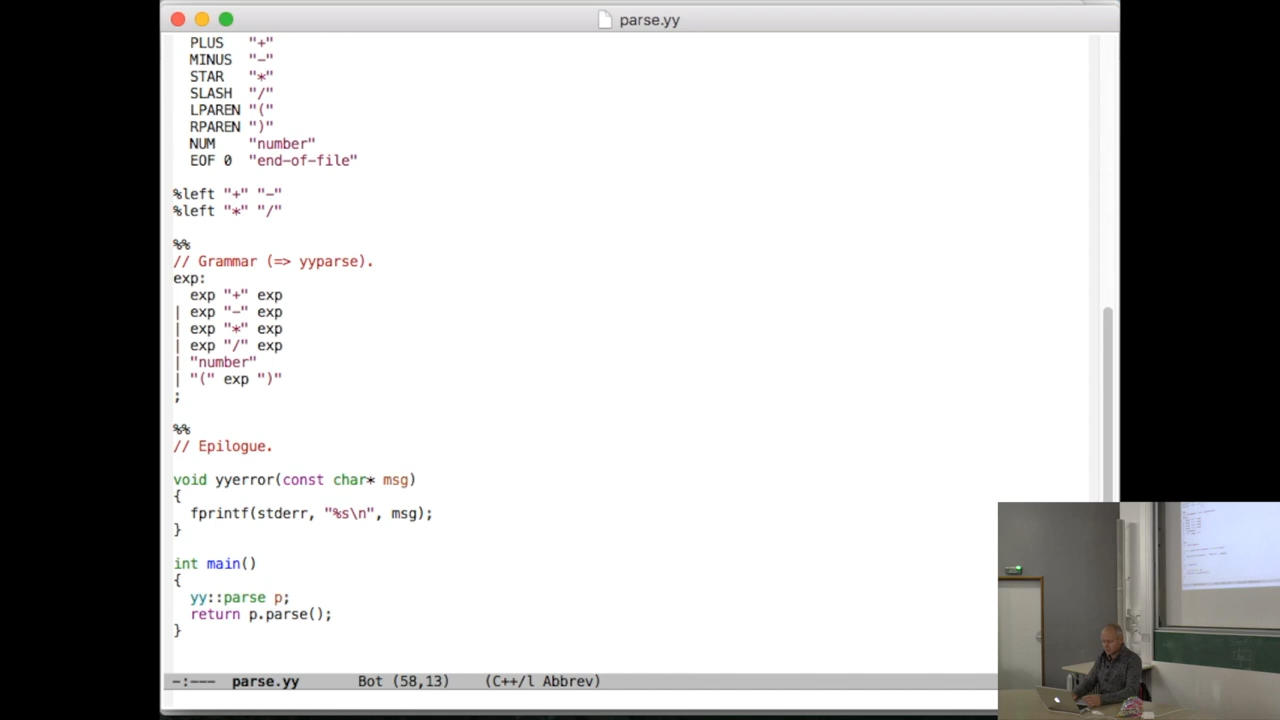 parse.yy
PLUS "+"
MINUS "-"
STAR "*"
SLASH "/"
LPAREN "("
RPAREN ")"
NUM "number"
EOF 0 "end-of-file"
%left "+" "-"
%left "*" "/"
%%
// Grammar (=> yyparse).
exp:
exp "+" exp
| exp "-" exp
| exp "*" exp
| exp "/" exp
| "number"
| "(" exp ")"
;
%%
// Epilogue.
void yyerror(const char* msg)
{
fprintf(stderr, "%s\n", msg);
}
int main()
{
yy::parse p;
return p.parse();
}
-:--- parse.yy Bot (58,13) (C++/l Abbrev)